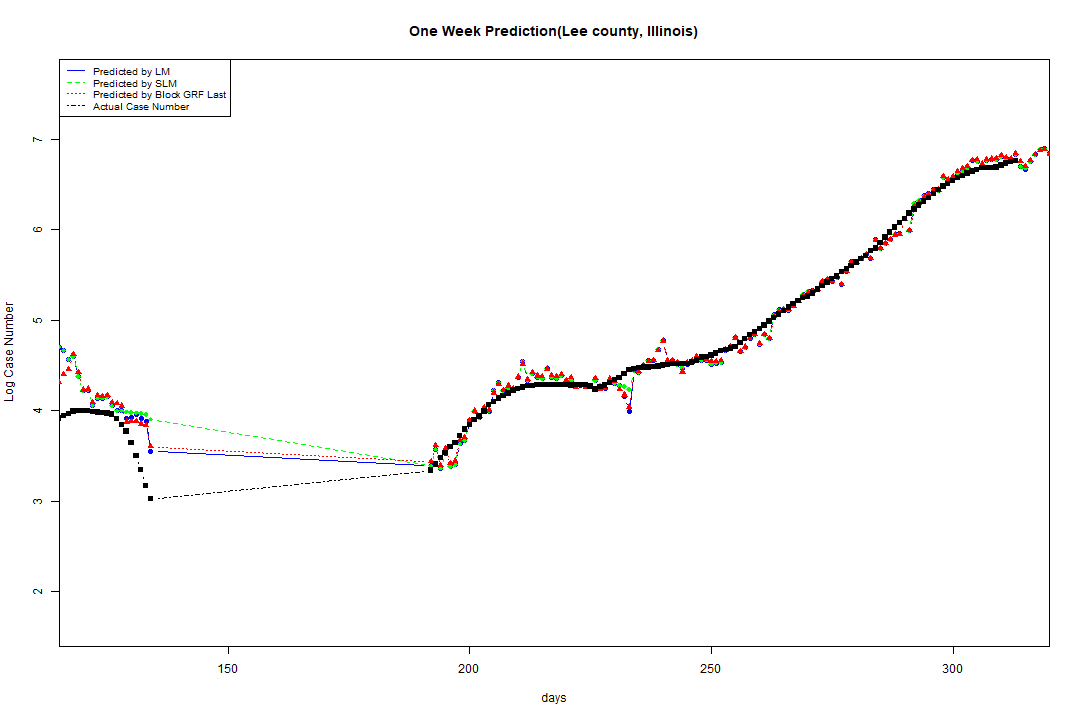 One Week Prediction(Lee county, Illinois)
Predicted by LM
Predicted by SLM
Predicted by Block GRF Last
Actual Case Number
7
6
5
4
3
2
Log Case Number
150 200 250 300
days